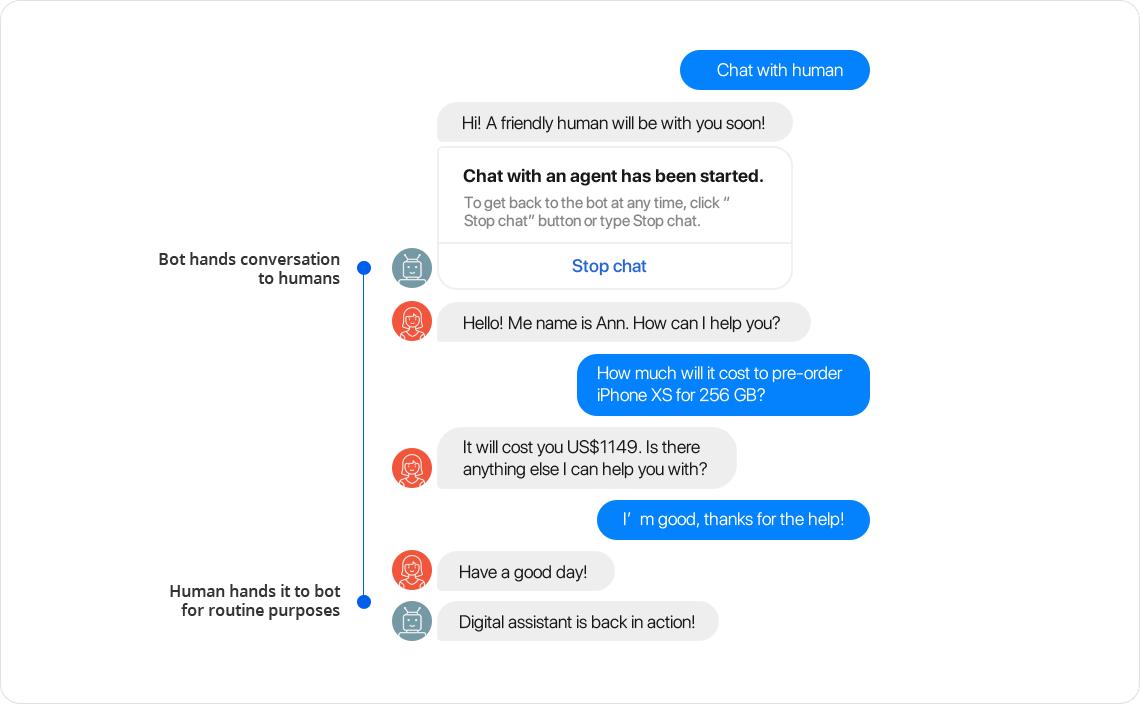 Chat with human
Hi! A friendly human will be with you soon!
Chat with an agent has been started.
To get back to the bot at any time, click “
Stop chat” button or type Stop chat.
Bot hands conversation
to humans
Stop chat
Hello! Me name is Ann. How can I help you?
How much will it cost to pre-order
iPhone XS for 256 GB?
It will cost you US$1149. Is there
anything else I can help you with?
I’ m good, thanks for the help!
Have a good day!
Human hands it to bot
for routine purposes
Digital assistant is back in action!